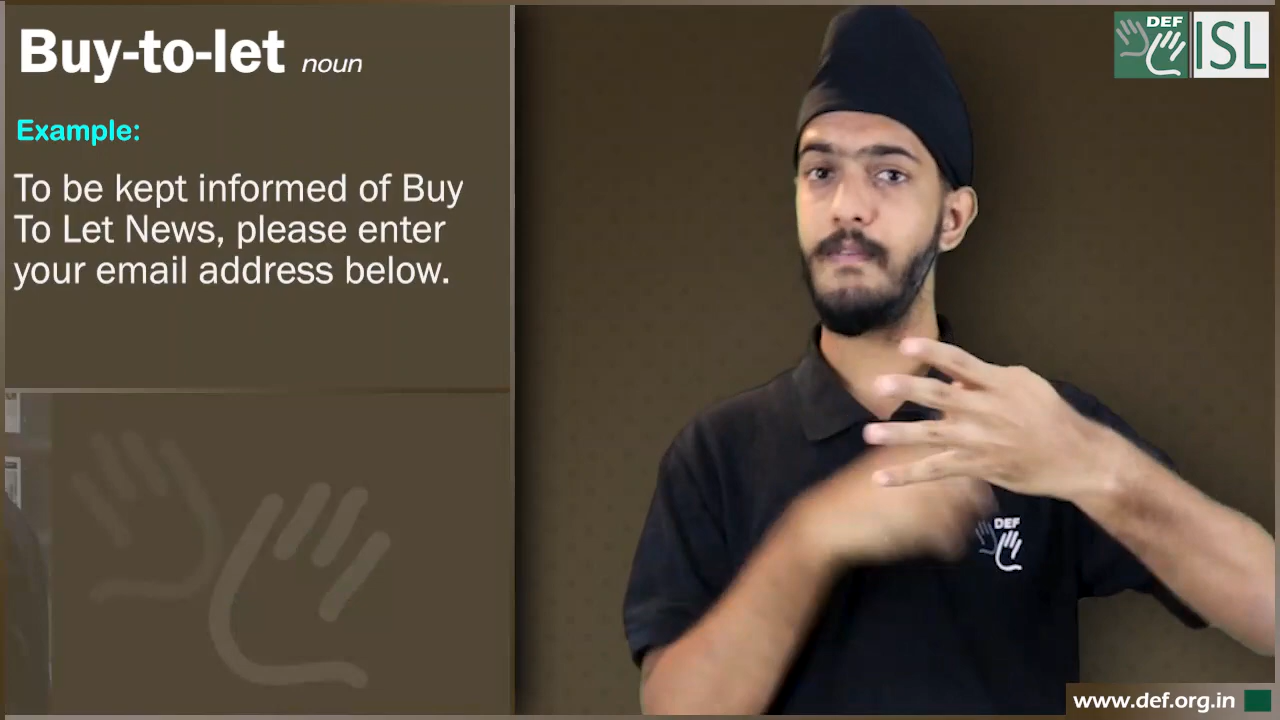 Buy-to-let noun
Example:
To be kept informed of Buy
To Let News, please enter
your email address below.
DEF
ISL
DEF
www.def.org.in